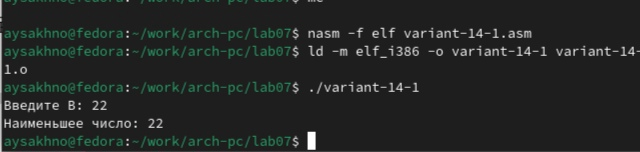 aysakhno@fedora:~/work/arch-pc/lab07$ nasm -f elf variant-14-1.asm
aysakhno@fedora:~/work/arch-pc/lab07$ ld -m elf_i386 -o variant-14-1 variant-14-
1.o
aysakhno@fedora:~/work/arch-pc/lab07$ ./variant-14-1
Введите B: 22
Наименьшее число: 22
aysakhno@fedora:~/work/arch-pc/lab07$